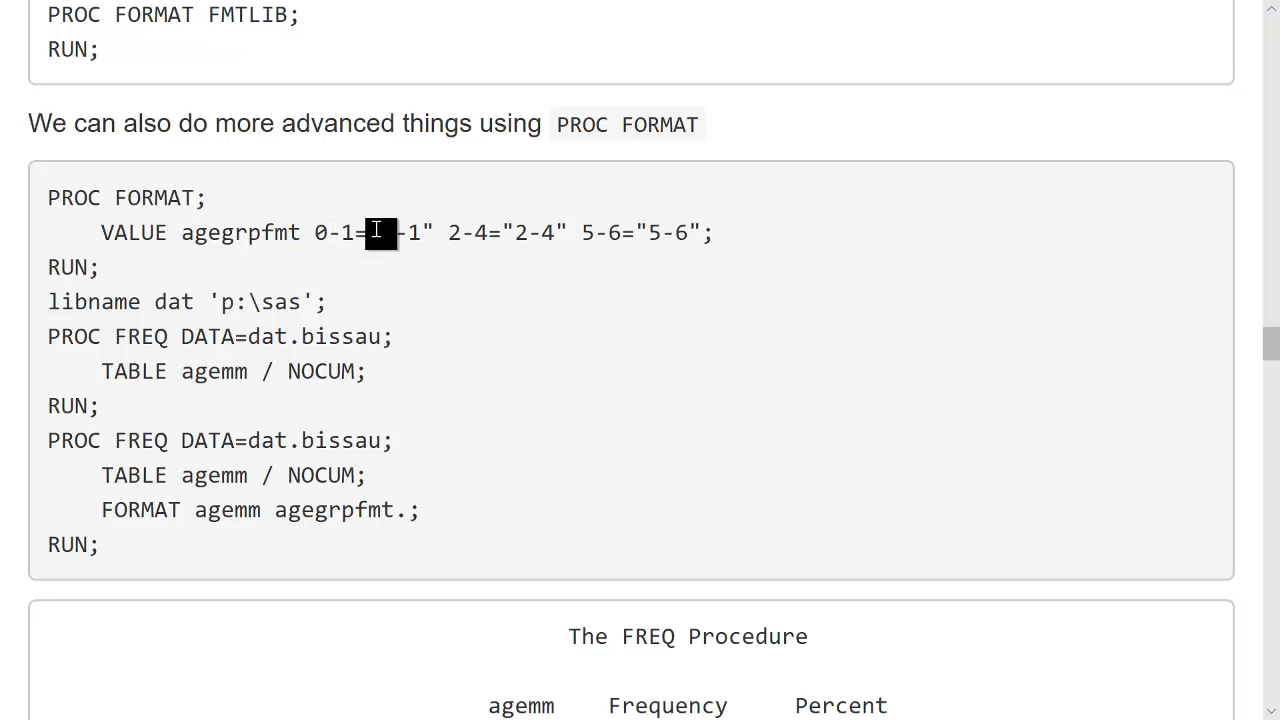 PROC FORMAT FMTLIB;
RUN;
We can also do more advanced things using PROC FORMAT
PROC FORMAT;
VALUE agegrpfmt 0-1= -1" 2-4="2-4" 5-6="5-6";
RUN;
libname dat 'p:\sas';
PROC FREQ DATA=dat.bissau;
TABLE agemm / NOCUM;
RUN;
PROC FREQ DATA=dat.bissau;
TABLE agemm / NOCUM;
FORMAT agemm agegrpfmt.;
RUN;
The FREQ Procedure
agemm Frequency Percent